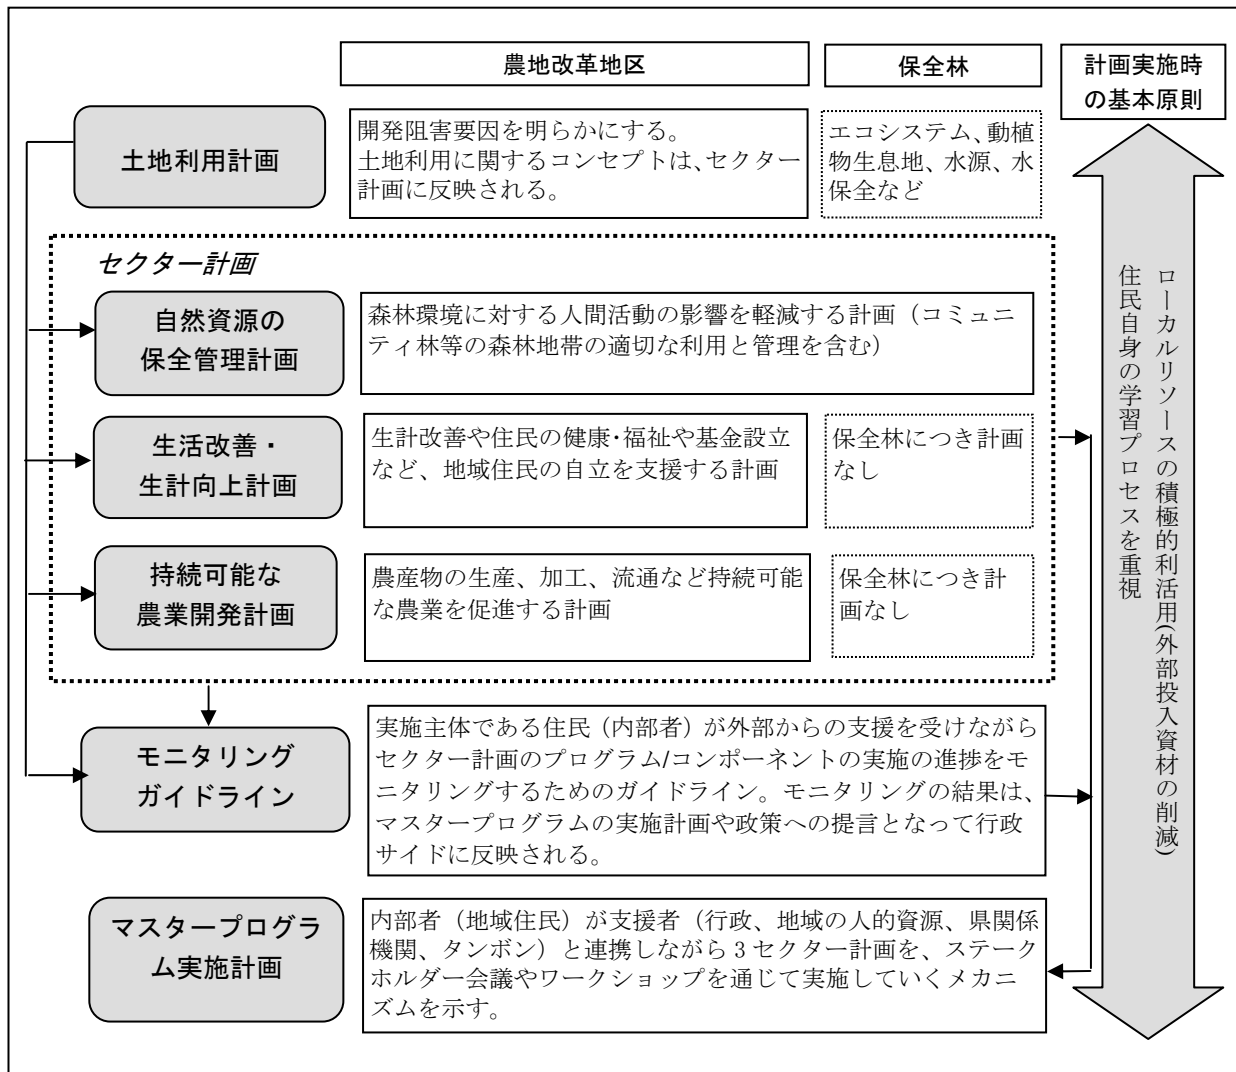 農地改革地区
保全林
計画実施時
の基本原則
土地利用計画
開発阻害要因を明らかにする。
土地利用に関するコンセプトは、セクター
計画に反映される。
エコシステム、動植
物生息地、水源、水
保全など
セクター計画
自然資源の
保全管理計画
森林環境に対する人間活動の影響を軽減する計画（コミュニ
ティ林等の森林地帯の適切な利用と管理を含む）
生活改善・
生計向上計画
生計改善や住民の健康･福祉や基金設立
など、地域住民の自立を支援する計画
保全林につき計画
なし
持続可能な
農業開発計画
農産物の生産、加工、流通など持続可能
な農業を促進する計画
保全林につき計
画なし
モニタリング
ガイドライン
実施主体である住民（内部者）が外部からの支援を受けながら
セクター計画のプログラム/コンポーネントの実施の進捗をモ
ニタリングするためのガイドライン。モニタリングの結果は、
マスタープログラムの実施計画や政策への提言となって行政
サイドに反映される。
マスタープログラ
ム実施計画
内部者（地域住民）が支援者（行政、地域の人的資源、県関係
機関、タンボン）と連携しながら 3 セクター計画を、ステーク
ホルダー会議やワークショップを通じて実施していくメカニ
ズムを示す。
ローカルリソースの積極的利活用(外部投入資材の削減)
住民自身の学習プロセスを重視